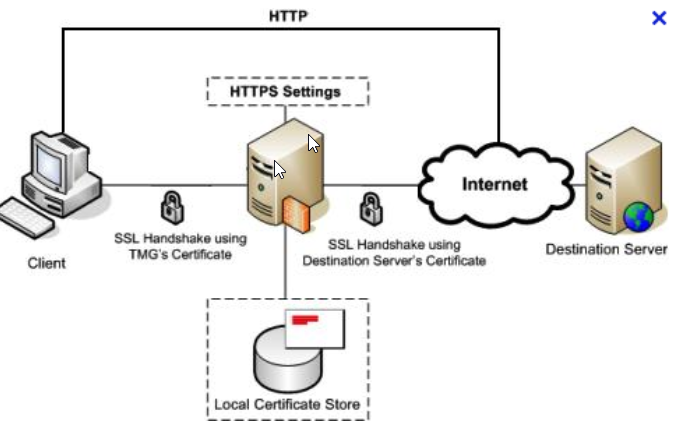 HTTP
HTTPS Settings
Internet
SSL Handshake using
TMG's Certificate
SSL Handshake using
Destination Server's Certificate
Destination Server
Client
Local Certificate Store